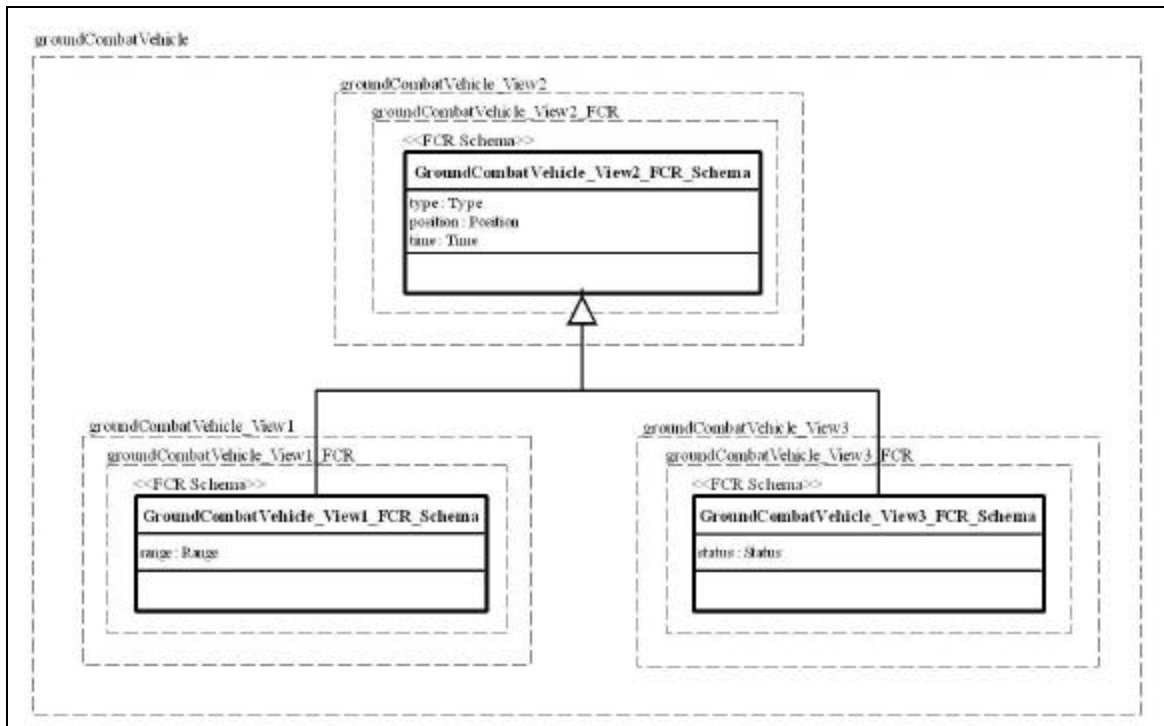 groundCombatVehicle
groundCombatVehicle_View2
groundCombatVehicle_View2_FCR
<<FCR Schema>>
GroundCombatVehicle_View2_FCR_Schema
type : Type
position : Position
time : Time
groundCombatVehicle_View1
groundCombatVehicle_View1_FCR
<<FCR Schema>>
GroundCombatVehicle_View1_FCR_Schema
range : Range
groundCombatVehicle_View3
groundCombatVehicle_View3_FCR
<<FCR Schema>>
GroundCombatVehicle_View3_FCR_Schema
status : Status